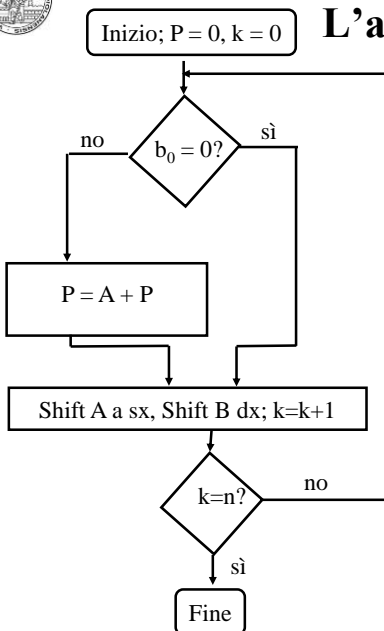 Inizio; P = 0, k = 0
L'a
no
b₀ = 0?
sì
P = A + P
Shift A a sx, Shift B dx; k=k+1
k=n?
no
sì
Fine